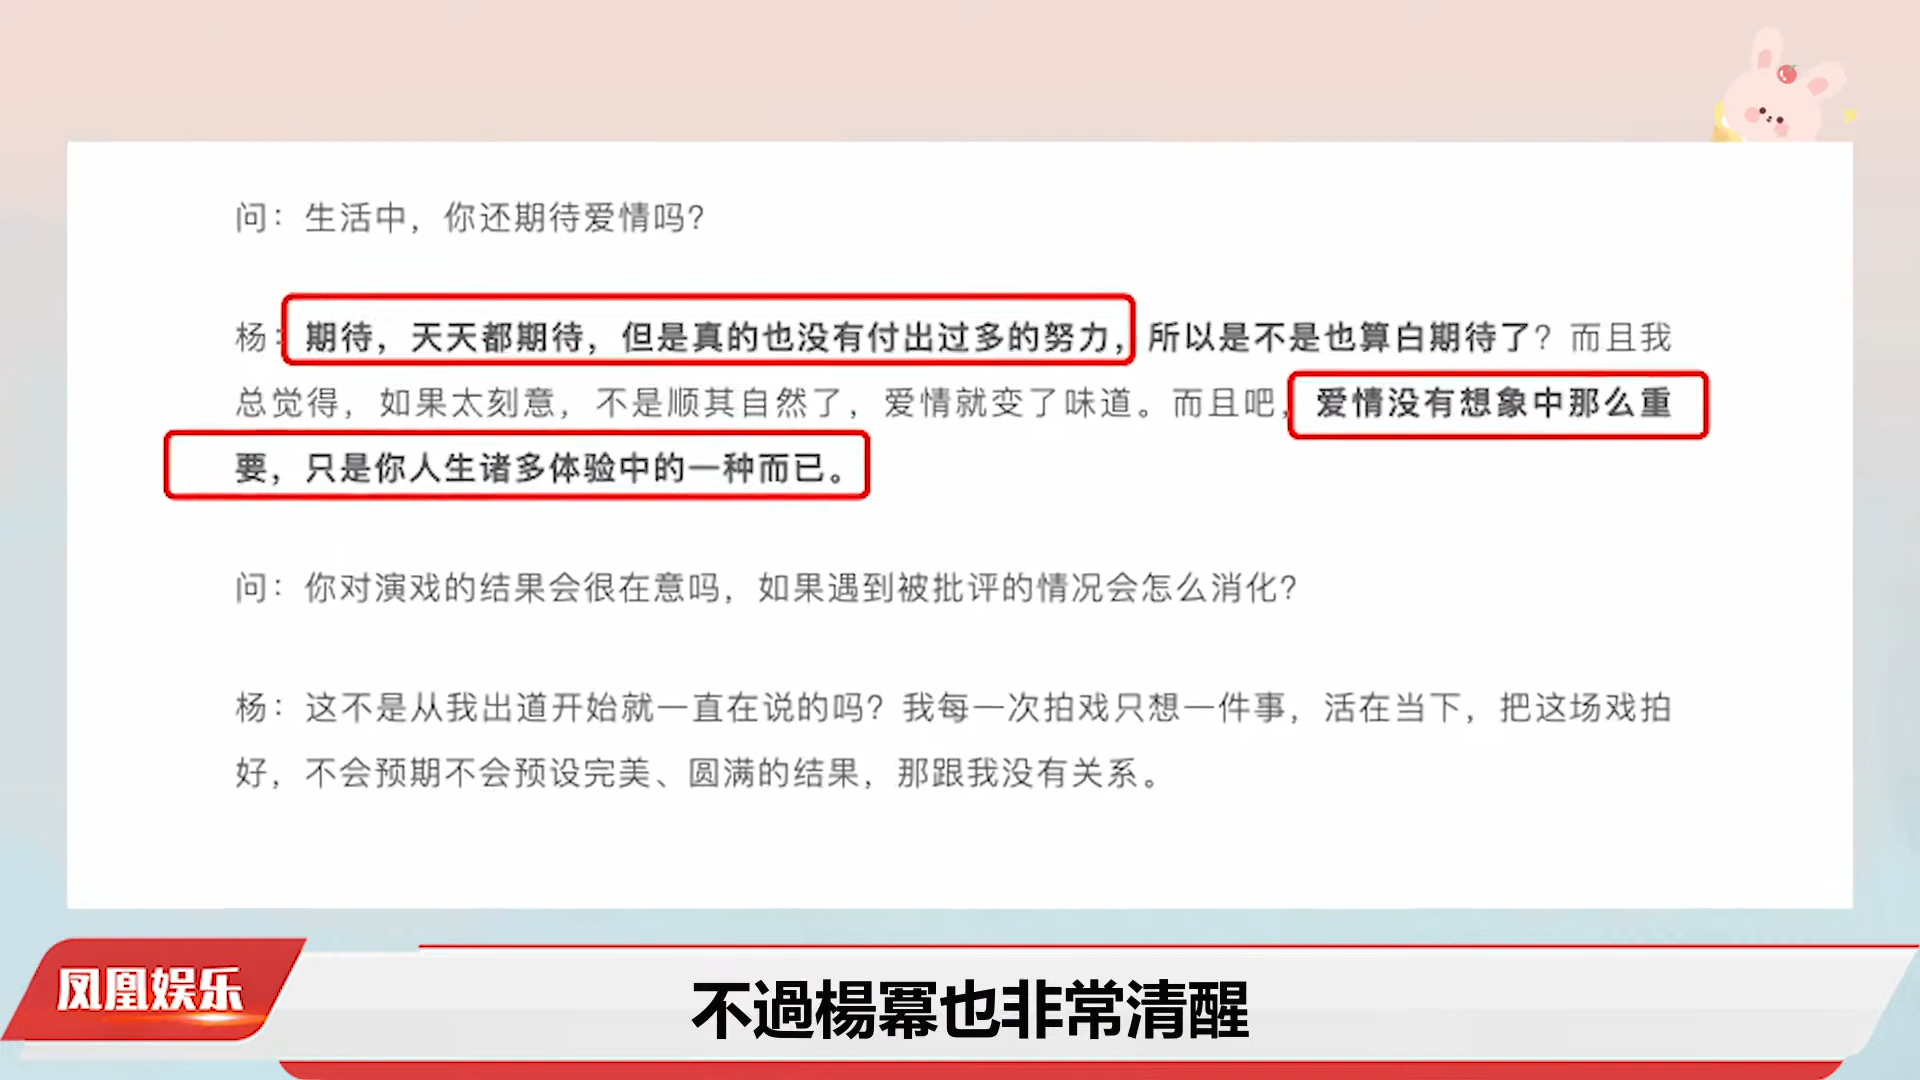 问：生活中，你还期待爱情吗？
杨：期待，天天都期待，但是真的也没有付出过多的努力，所以是不是也算白期待了？而且我
总觉得，如果太刻意，不是顺其自然了，爱情就变了味道。而且吧，爱情没有想象中那么重
要，只是你人生诸多体验中的一种而已。
问：你对演戏的结果会很在意吗，如果遇到被批评的情况会怎么消化？
杨：这不是从我出道开始就一直在说的吗？我每一次拍戏只想一件事，活在当下，把这场戏拍
好，不会预期不会预设完美、圆满的结果，那跟我没有关系。
凤凰娱乐
不過楊冪也非常清醒